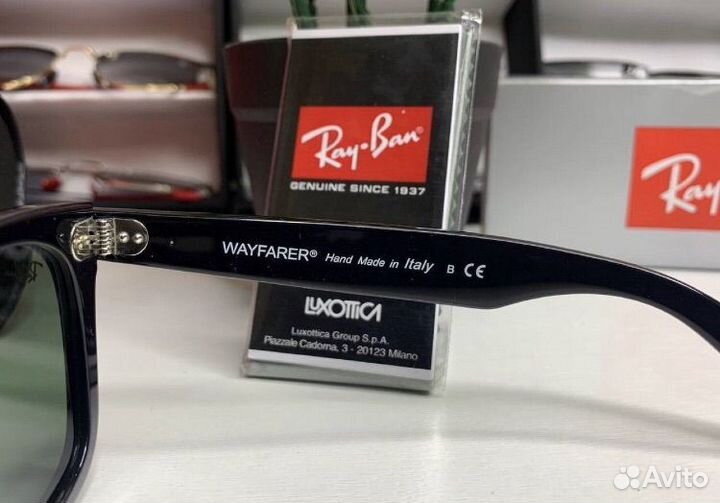 Ray-Ban
GENUINE SINCE 1937
Ray
WAYFARER® Hand Made in Italy B CE
LUXOTTICA
Luxottica Group S.p.A.
Piazzale Cadorna, 3 - 20123 Milano
Avito